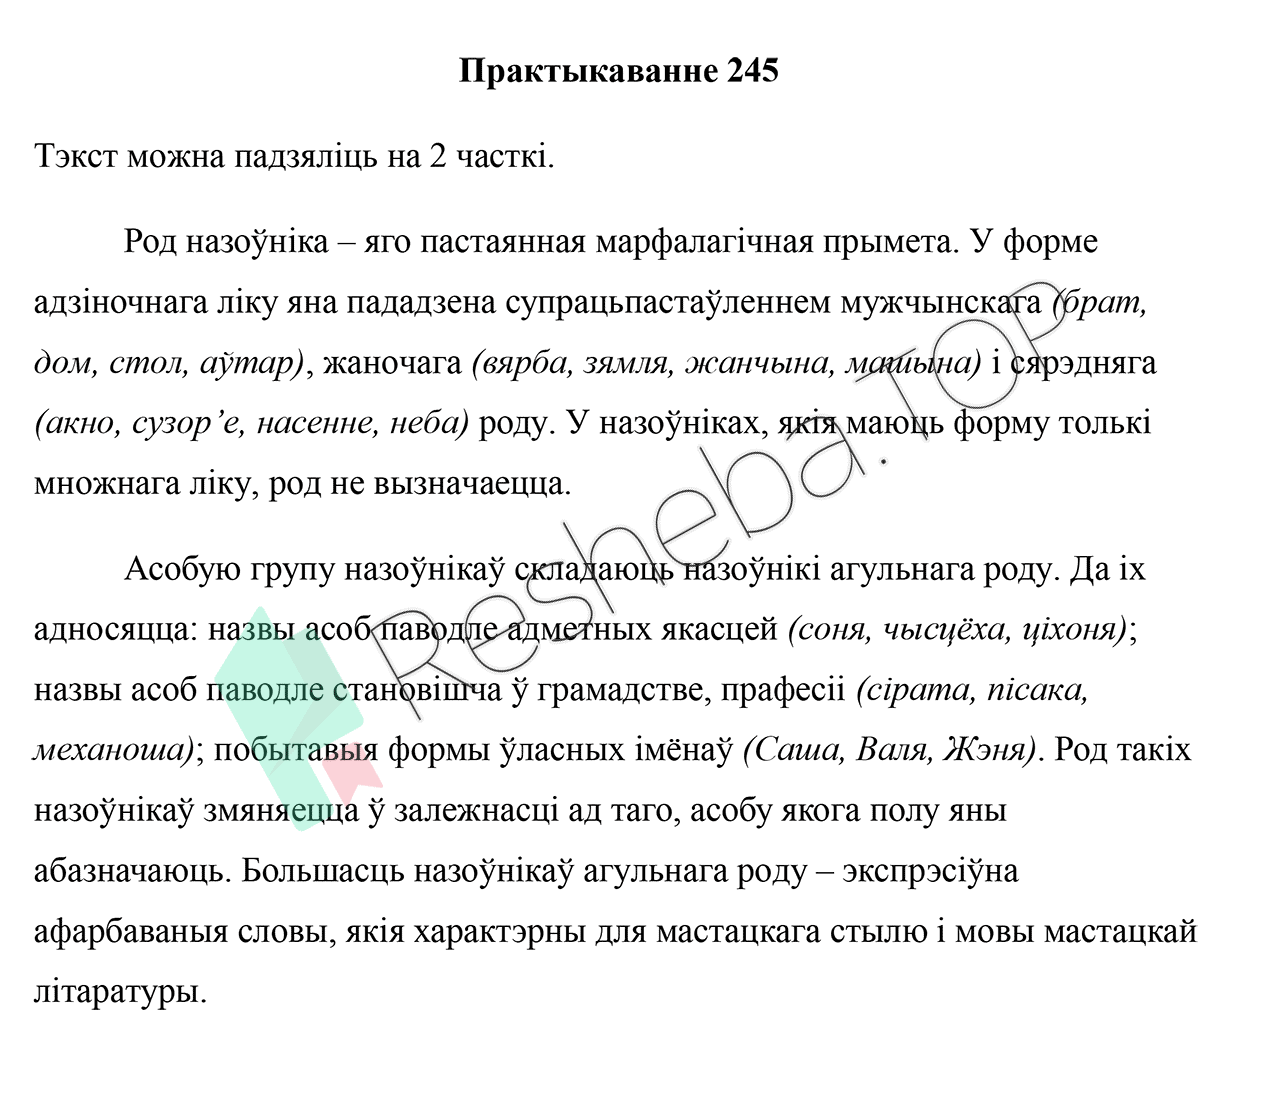 Практыкаванне 245
Тэкст можна падзяліць на 2 часткі.
Род назоўніка – яго пастаянная марфалагічная прымета. У форме
адзіночнага ліку яна пададзена супрацьпастаўленнем мужчынскага (брат,
дом, стол, аўтар), жаночага (вярба, зямля, жанчына, машына) і сярэдняга
(акно, сузор’е, насенне, неба) роду. У назоўніках, якія маюць форму толькі
множнага ліку, род не вызначаецца.
Асобую групу назоўнікаў складаюць назоўнікі агульнага роду. Да іх
адносяцца: назвы асоб паводле адметных якасцей (соня, чысцёха, ціхоня);
назвы асоб паводле становішча ў грамадстве, прафесіі (сірата, пісака,
механоша); побытавыя формы ўласных імёнаў (Саша, Валя, Жэня). Род такіх
назоўнікаў змяняецца ў залежнасці ад таго, асобу якога полу яны
абазначаюць. Большасць назоўнікаў агульнага роду – экспрэсіўна
афарбаваныя словы, якія характэрны для мастацкага стылю і мовы мастацкай
літаратуры.
Resheba.TOP